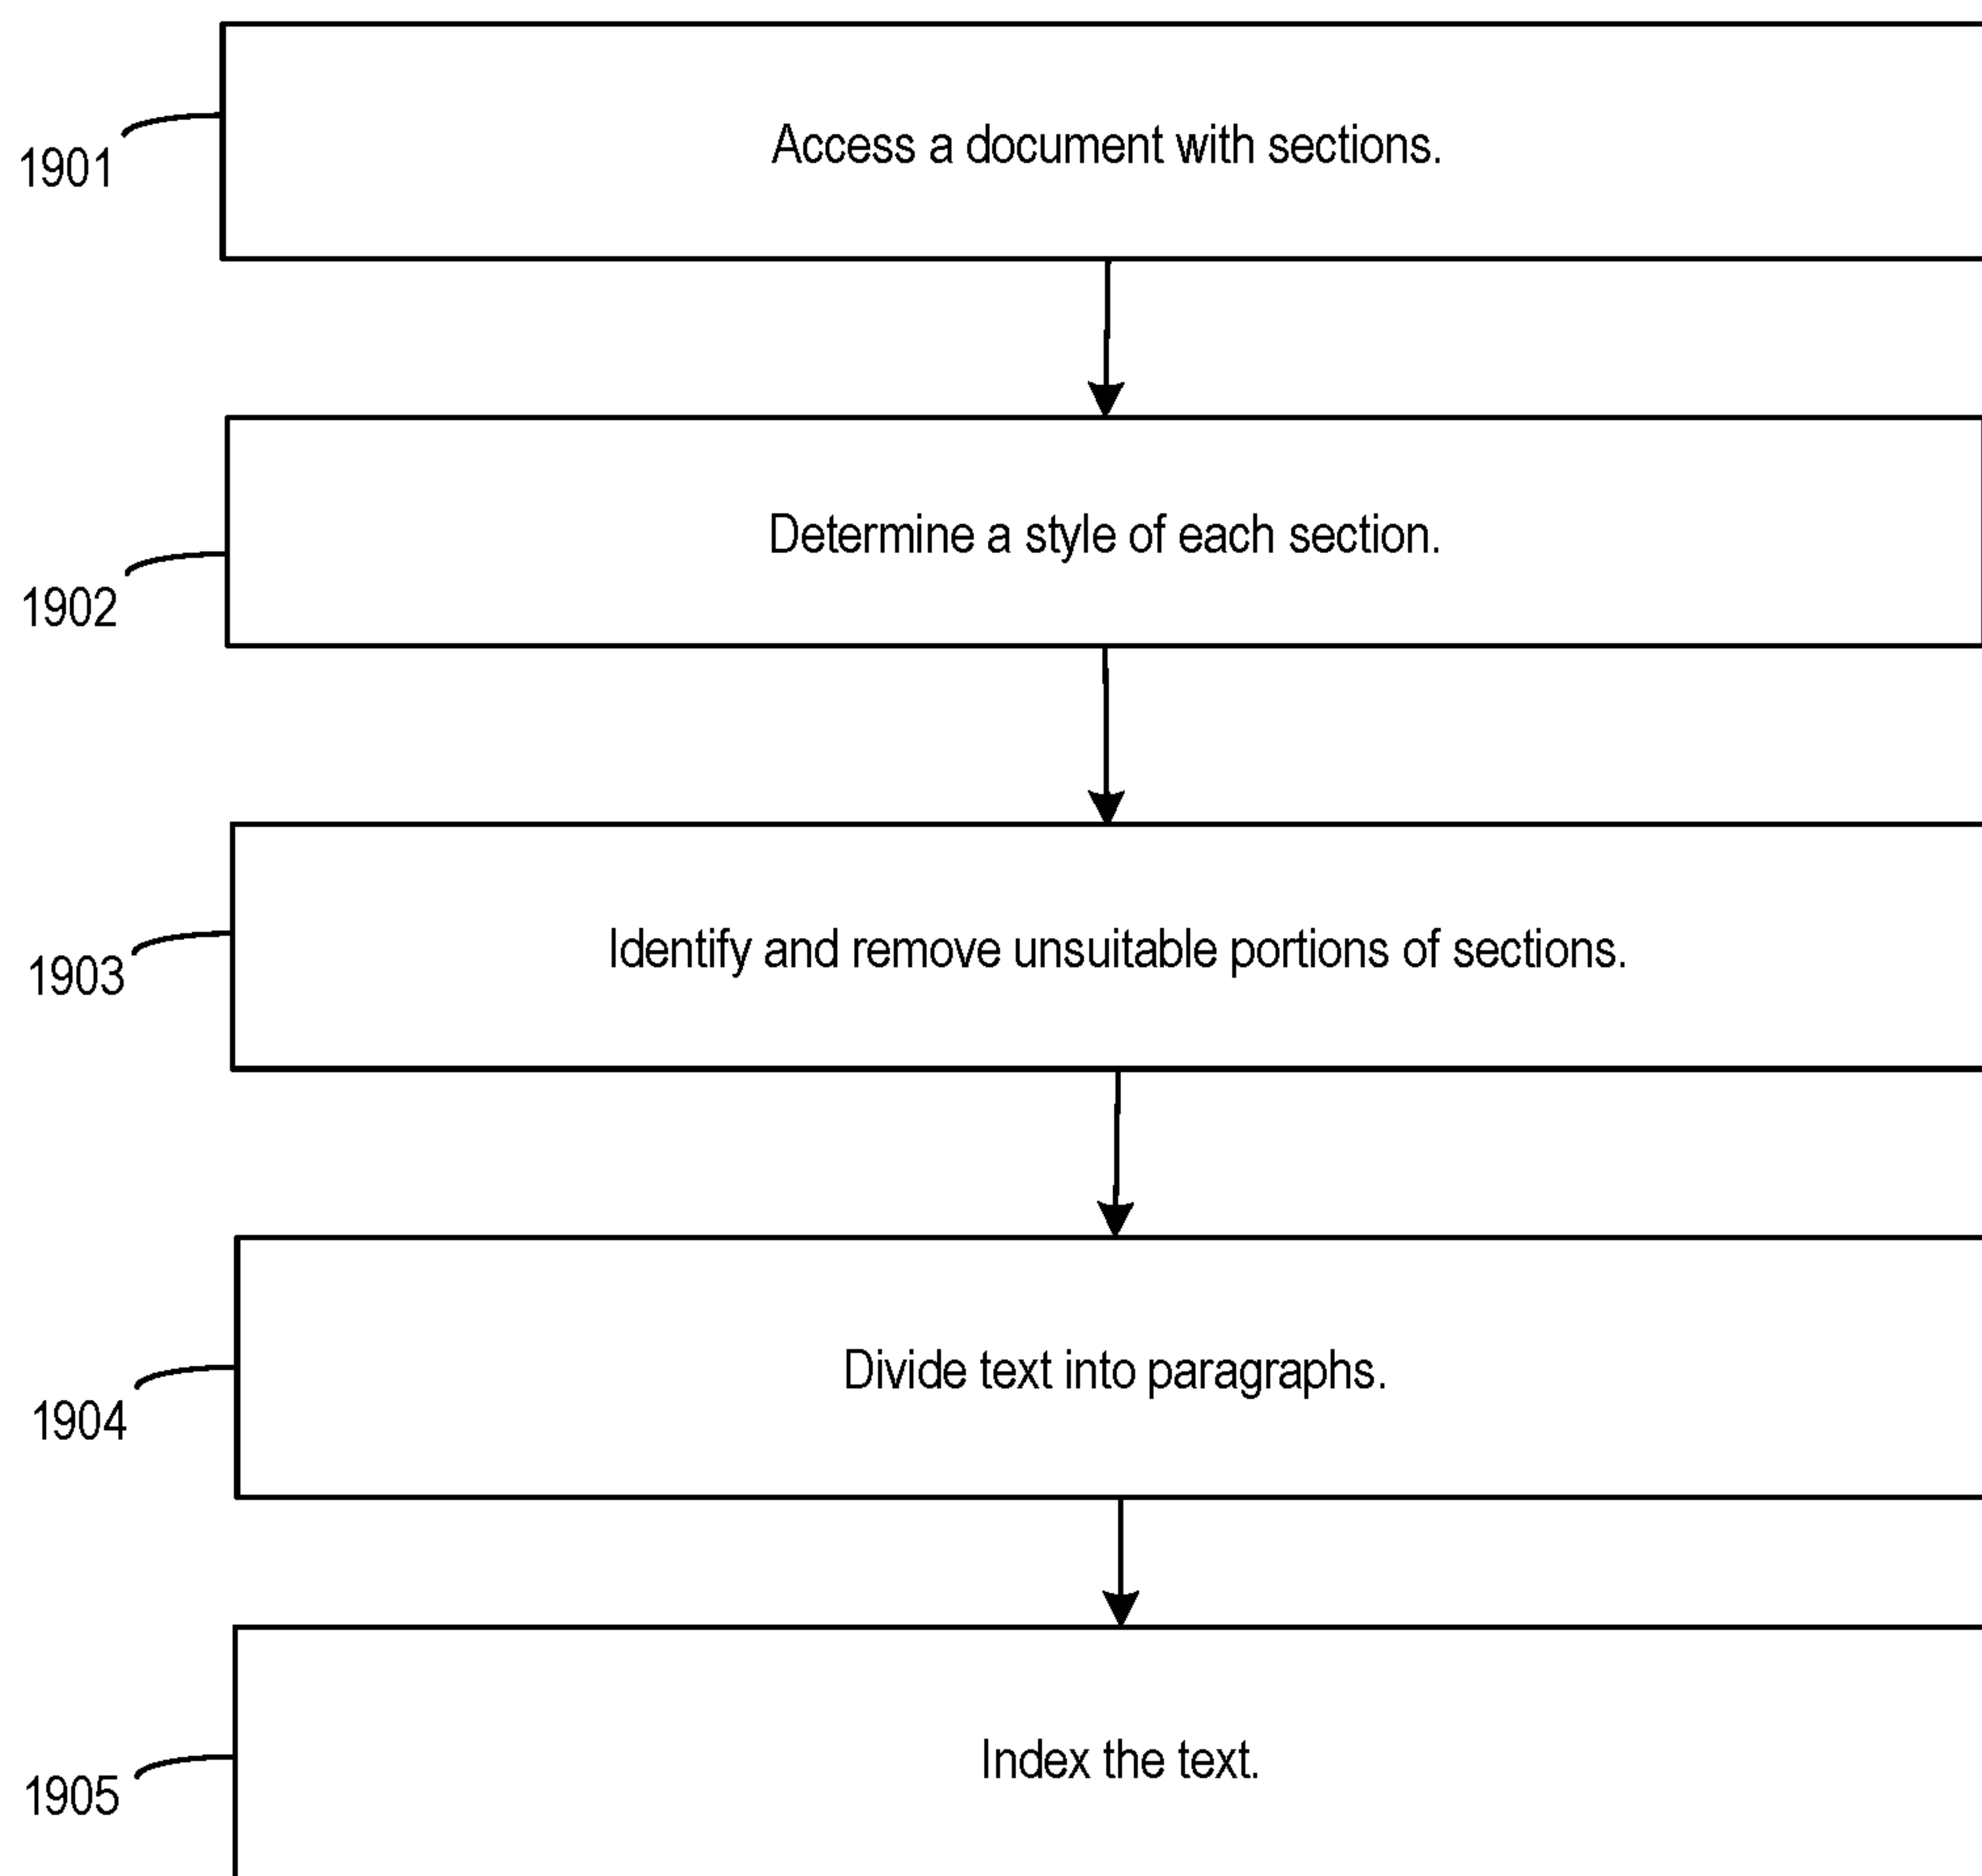 Access a document with sections.
1901
Determine a style of each section.
1902
Identify and remove unsuitable portions of sections.
1903
Divide text into paragraphs.
1904
Index the text.
1905